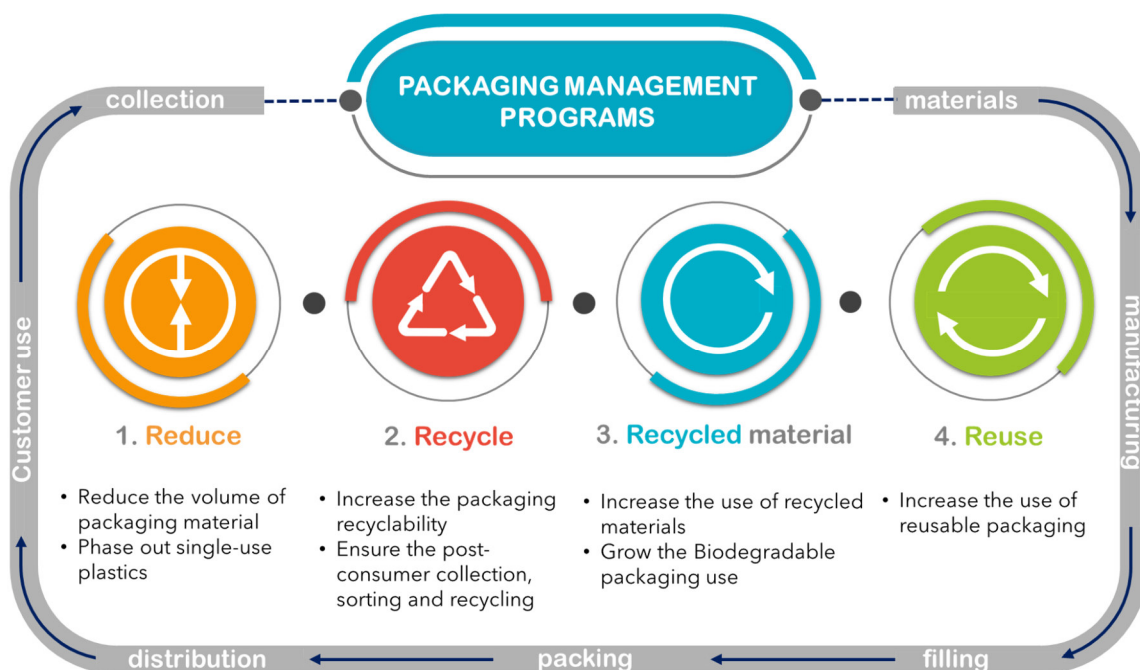 PACKAGING MANAGEMENT
PROGRAMS
collection
materials
manufacturing
filling
packing
distribution
Customer use
1. Reduce
• Reduce the volume of
packaging material
• Phase out single-use
plastics
2. Recycle
• Increase the packaging
recyclability
• Ensure the post-
consumer collection,
sorting and recycling
3. Recycled material
• Increase the use of recycled
materials
• Grow the Biodegradable
packaging use
4. Reuse
• Increase the use of
reusable packaging